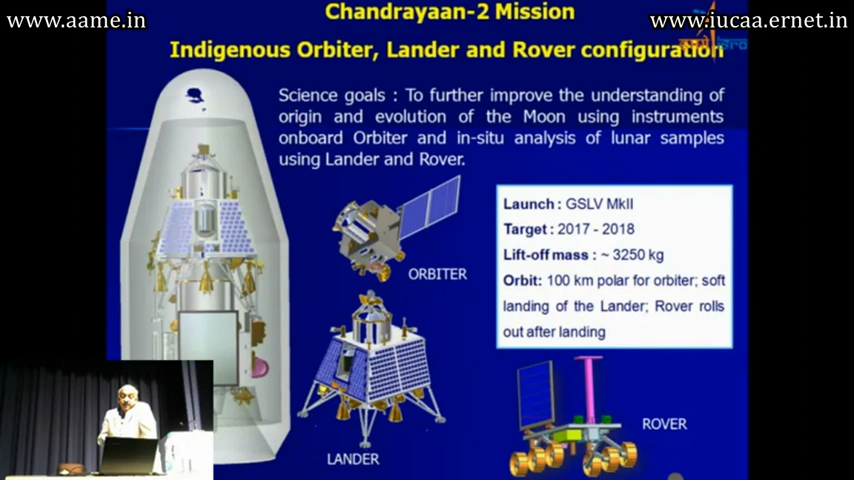 www.aame.in
Chandrayaan-2 Mission
www.iucaa.ernet.in
Indigenous Orbiter, Lander and Rover configuration
isro
Science goals : To further improve the understanding of
origin and evolution of the Moon using instruments
onboard Orbiter and in-situ analysis of lunar samples
using Lander and Rover.
ORBITER
Launch : GSLV MkII
Target : 2017 - 2018
Lift-off mass : ~ 3250 kg
Orbit: 100 km polar for orbiter; soft
landing of the Lander; Rover rolls
out after landing
LANDER
ROVER